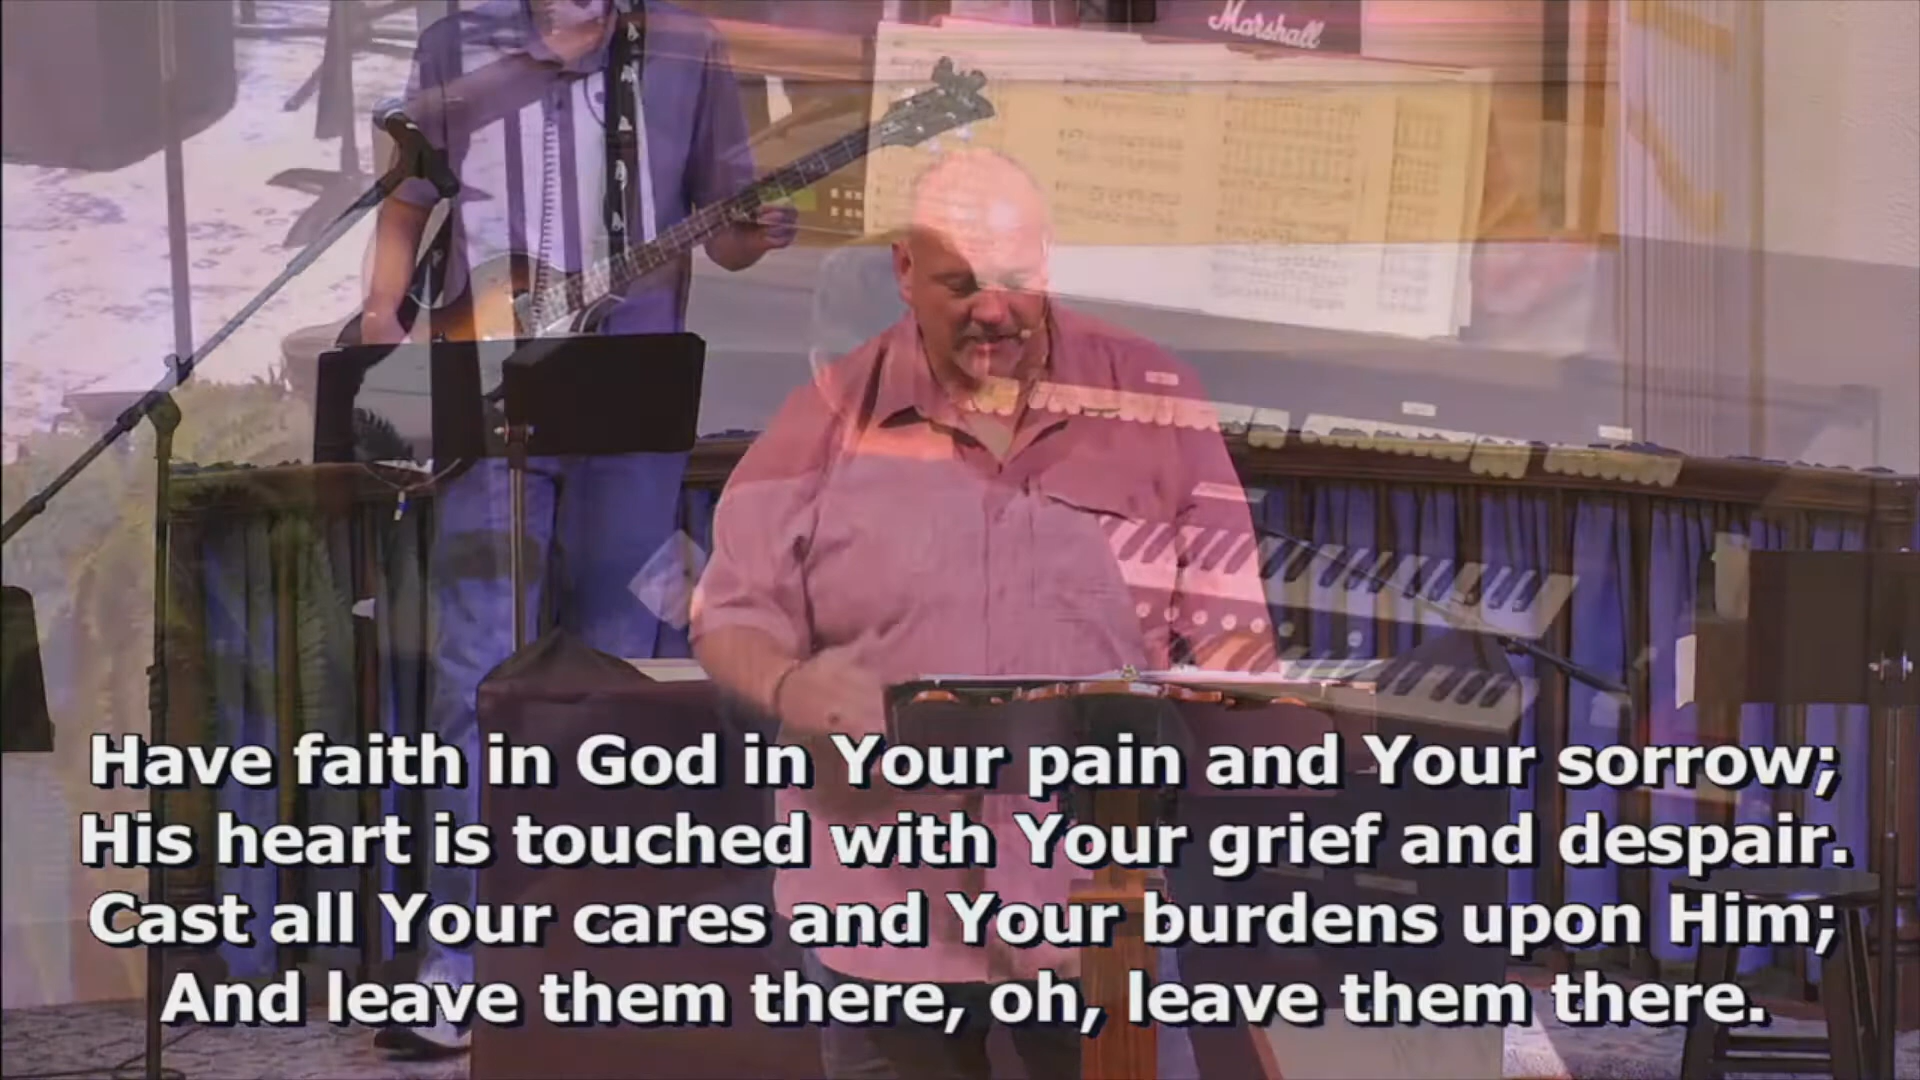 Marshall
Have faith in God in Your pain and Your sorrow;
His heart is touched with Your grief and despair.
Cast all Your cares and Your burdens upon Him;
And leave them there, oh, leave them there.